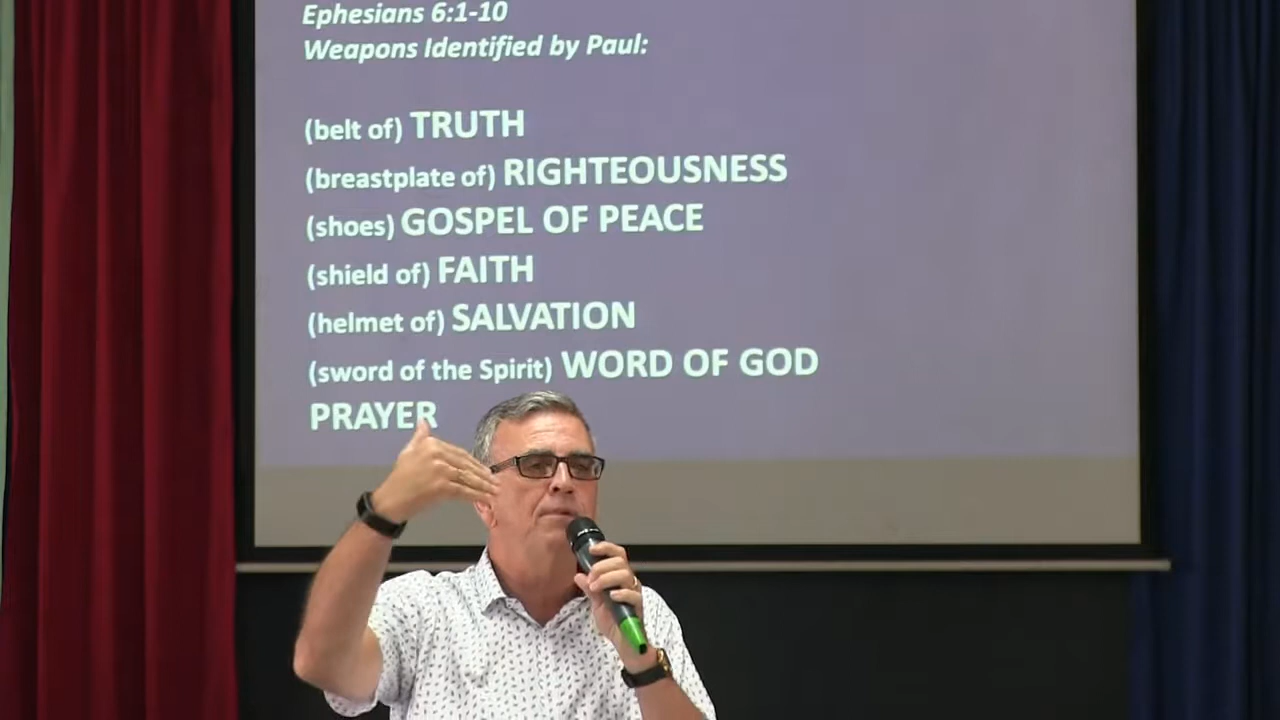 Ephesians 6:1-10
Weapons Identified by Paul:
(belt of) TRUTH
(breastplate of) RIGHTEOUSNESS
(shoes) GOSPEL OF PEACE
(shield of) FAITH
(helmet of) SALVATION
(sword of the Spirit) WORD OF GOD
PRAYER